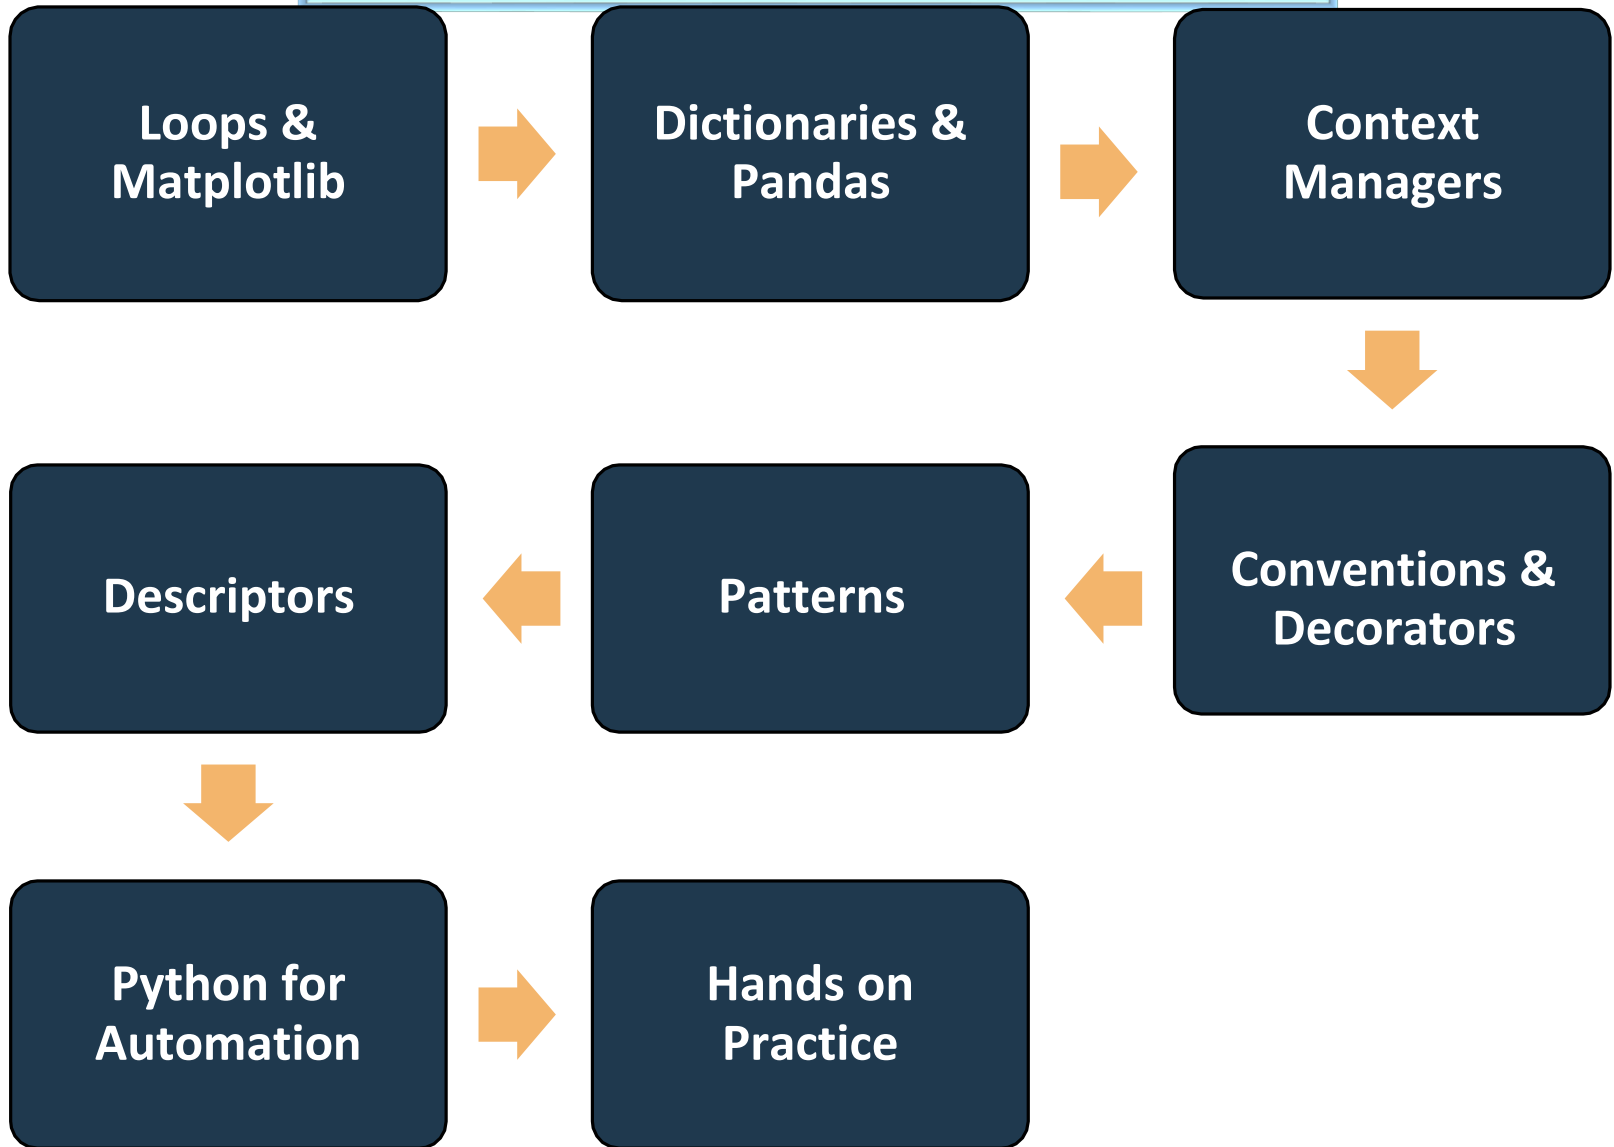 Loops &
Matplotlib
Dictionaries &
Pandas
Context
Managers
Conventions &
Decorators
Patterns
Descriptors
Python for
Automation
Hands on
Practice